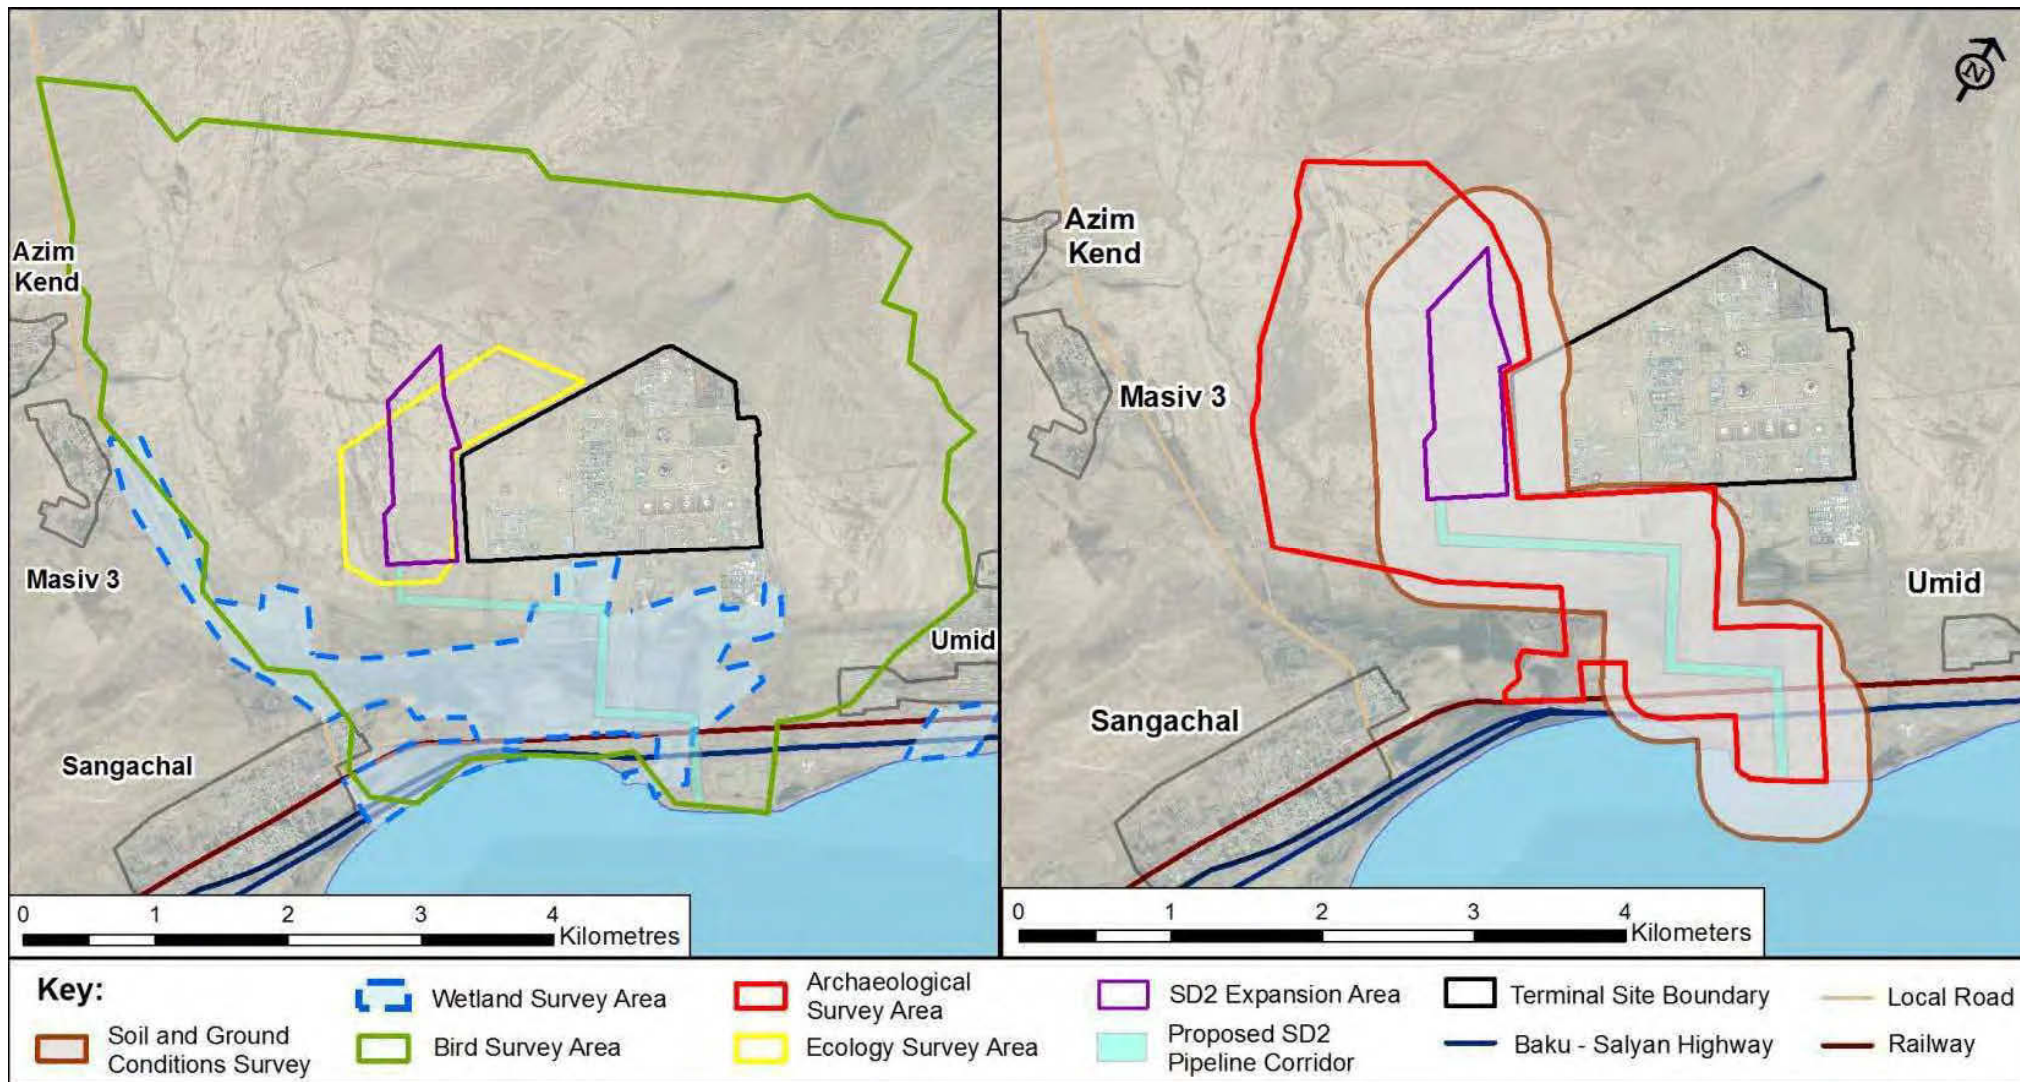 Azim
Kend
Masiv 3
Sangachal
Umid
0 1 2 3 4
Kilometres
N
Azim
Kend
Masiv 3
Umid
Sangachal
0 1 2 3 4
Kilometers
Key:
Soil and Ground
Conditions Survey
Wetland Survey Area
Bird Survey Area
Archaeological
Survey Area
Ecology Survey Area
SD2 Expansion Area
Proposed SD2
Pipeline Corridor
Terminal Site Boundary
Baku - Salyan Highway
Local Road
Railway